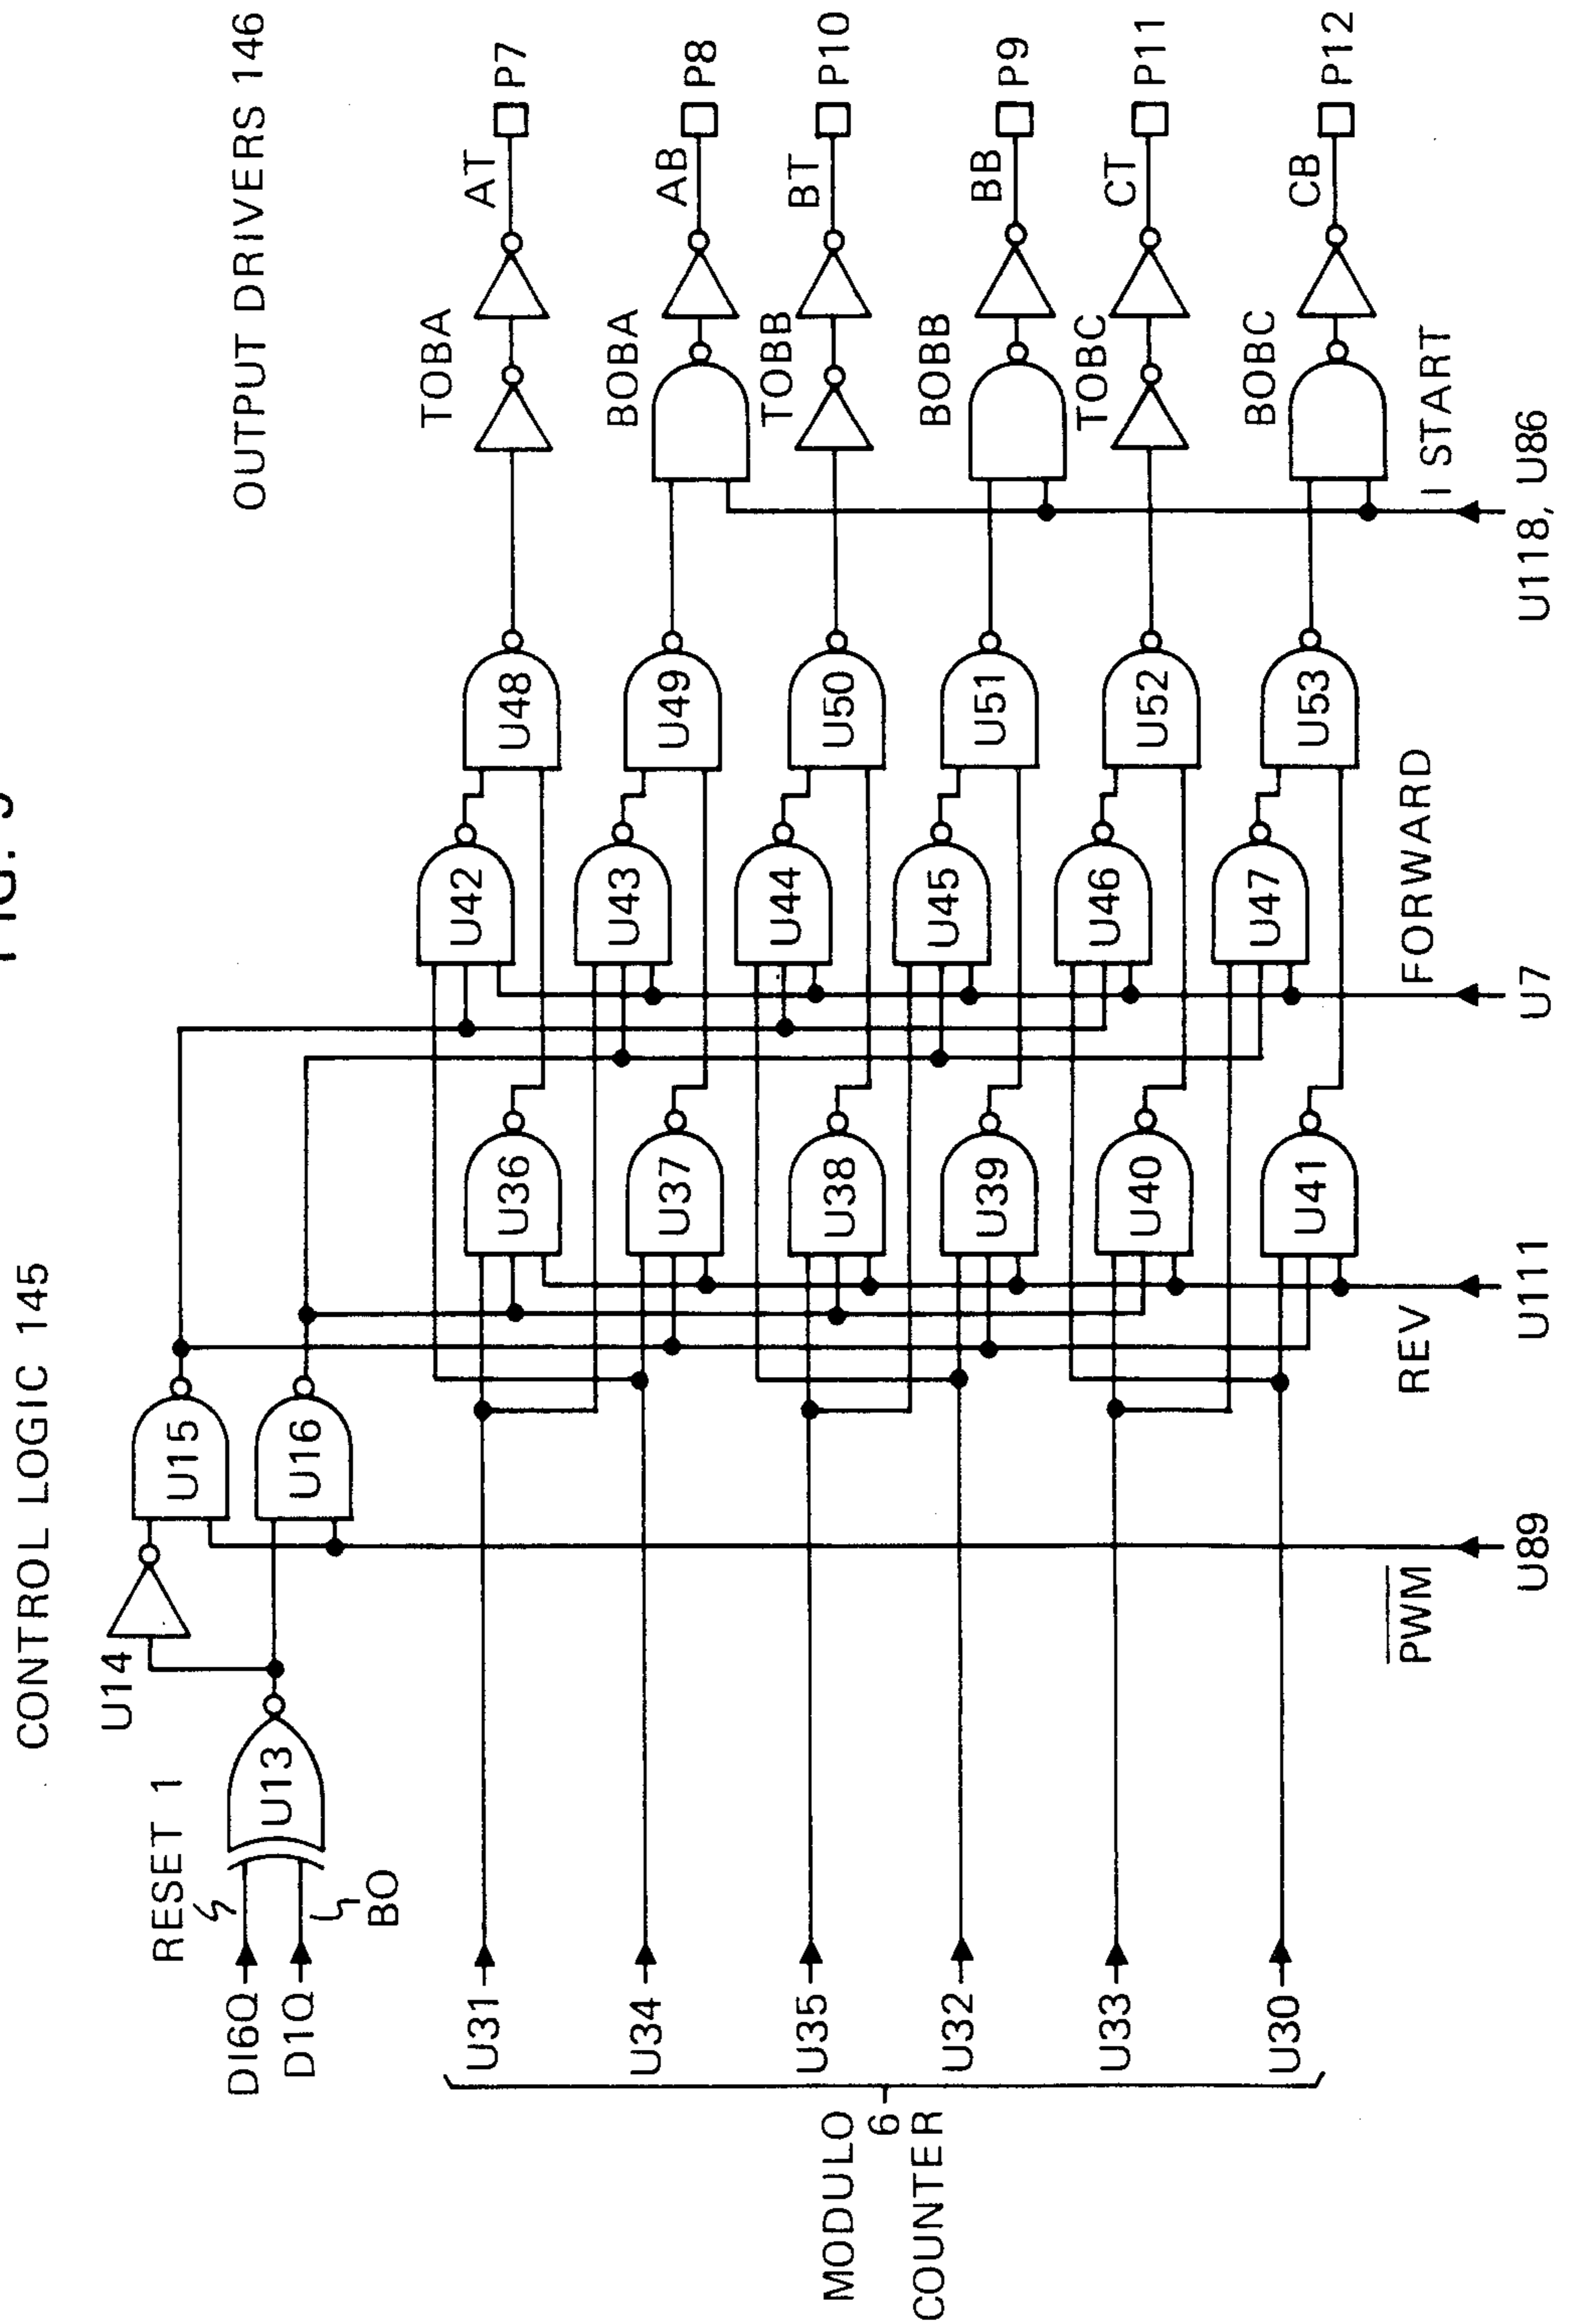 CONTROL LOGIC 145
OUTPUT DRIVERS 146
RESET 1
DI6Q
D1Q
BO
U13
U14
U15
U16
MODULO
6
COUNTER
U31
U34
U35
U32
U33
U30
U36
U37
U38
U39
U40
U41
U42
U43
U44
U45
U46
U47
U48
U49
U50
U51
U52
U53
TOBA
BOBA
TOBB
BOBB
TOBC
BOBC
AT
AB
BT
BB
CT
CB
P7
P8
P10
P9
P11
P12
PWM
U89
REV
U111
FORWARD
U7
I START
U118, U86